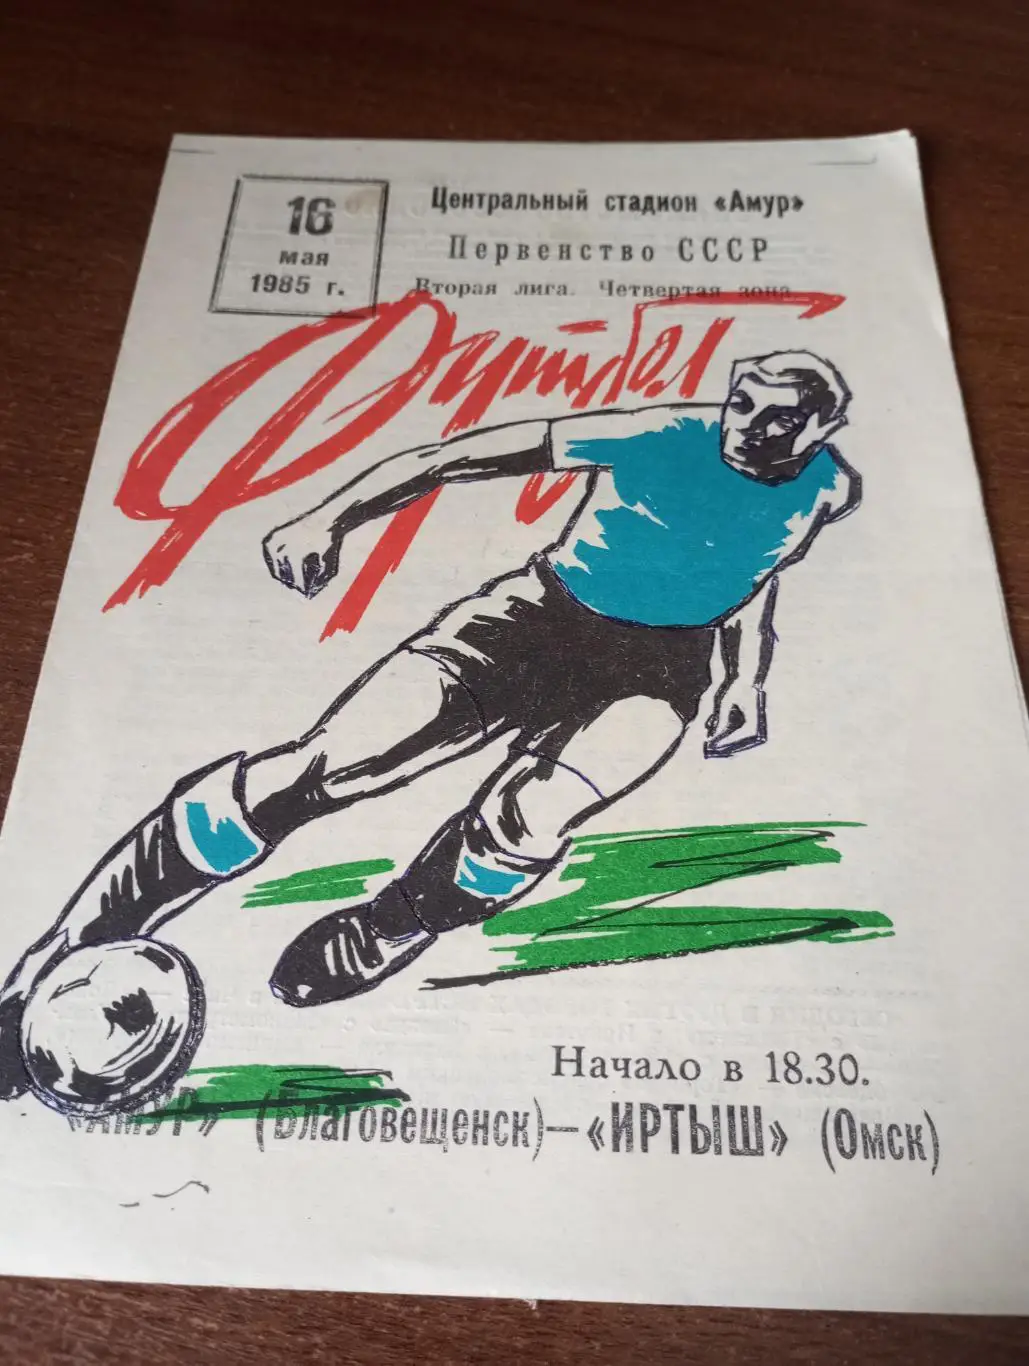 16
мая
1985 г.
Центральный стадион «Амур»
Первенство СССР
Вторая лига. Четвертая зона
Футбол
Начало в 18.30.
«АМУР» (Благовещенск)—«ИРТЫШ» (Омск)